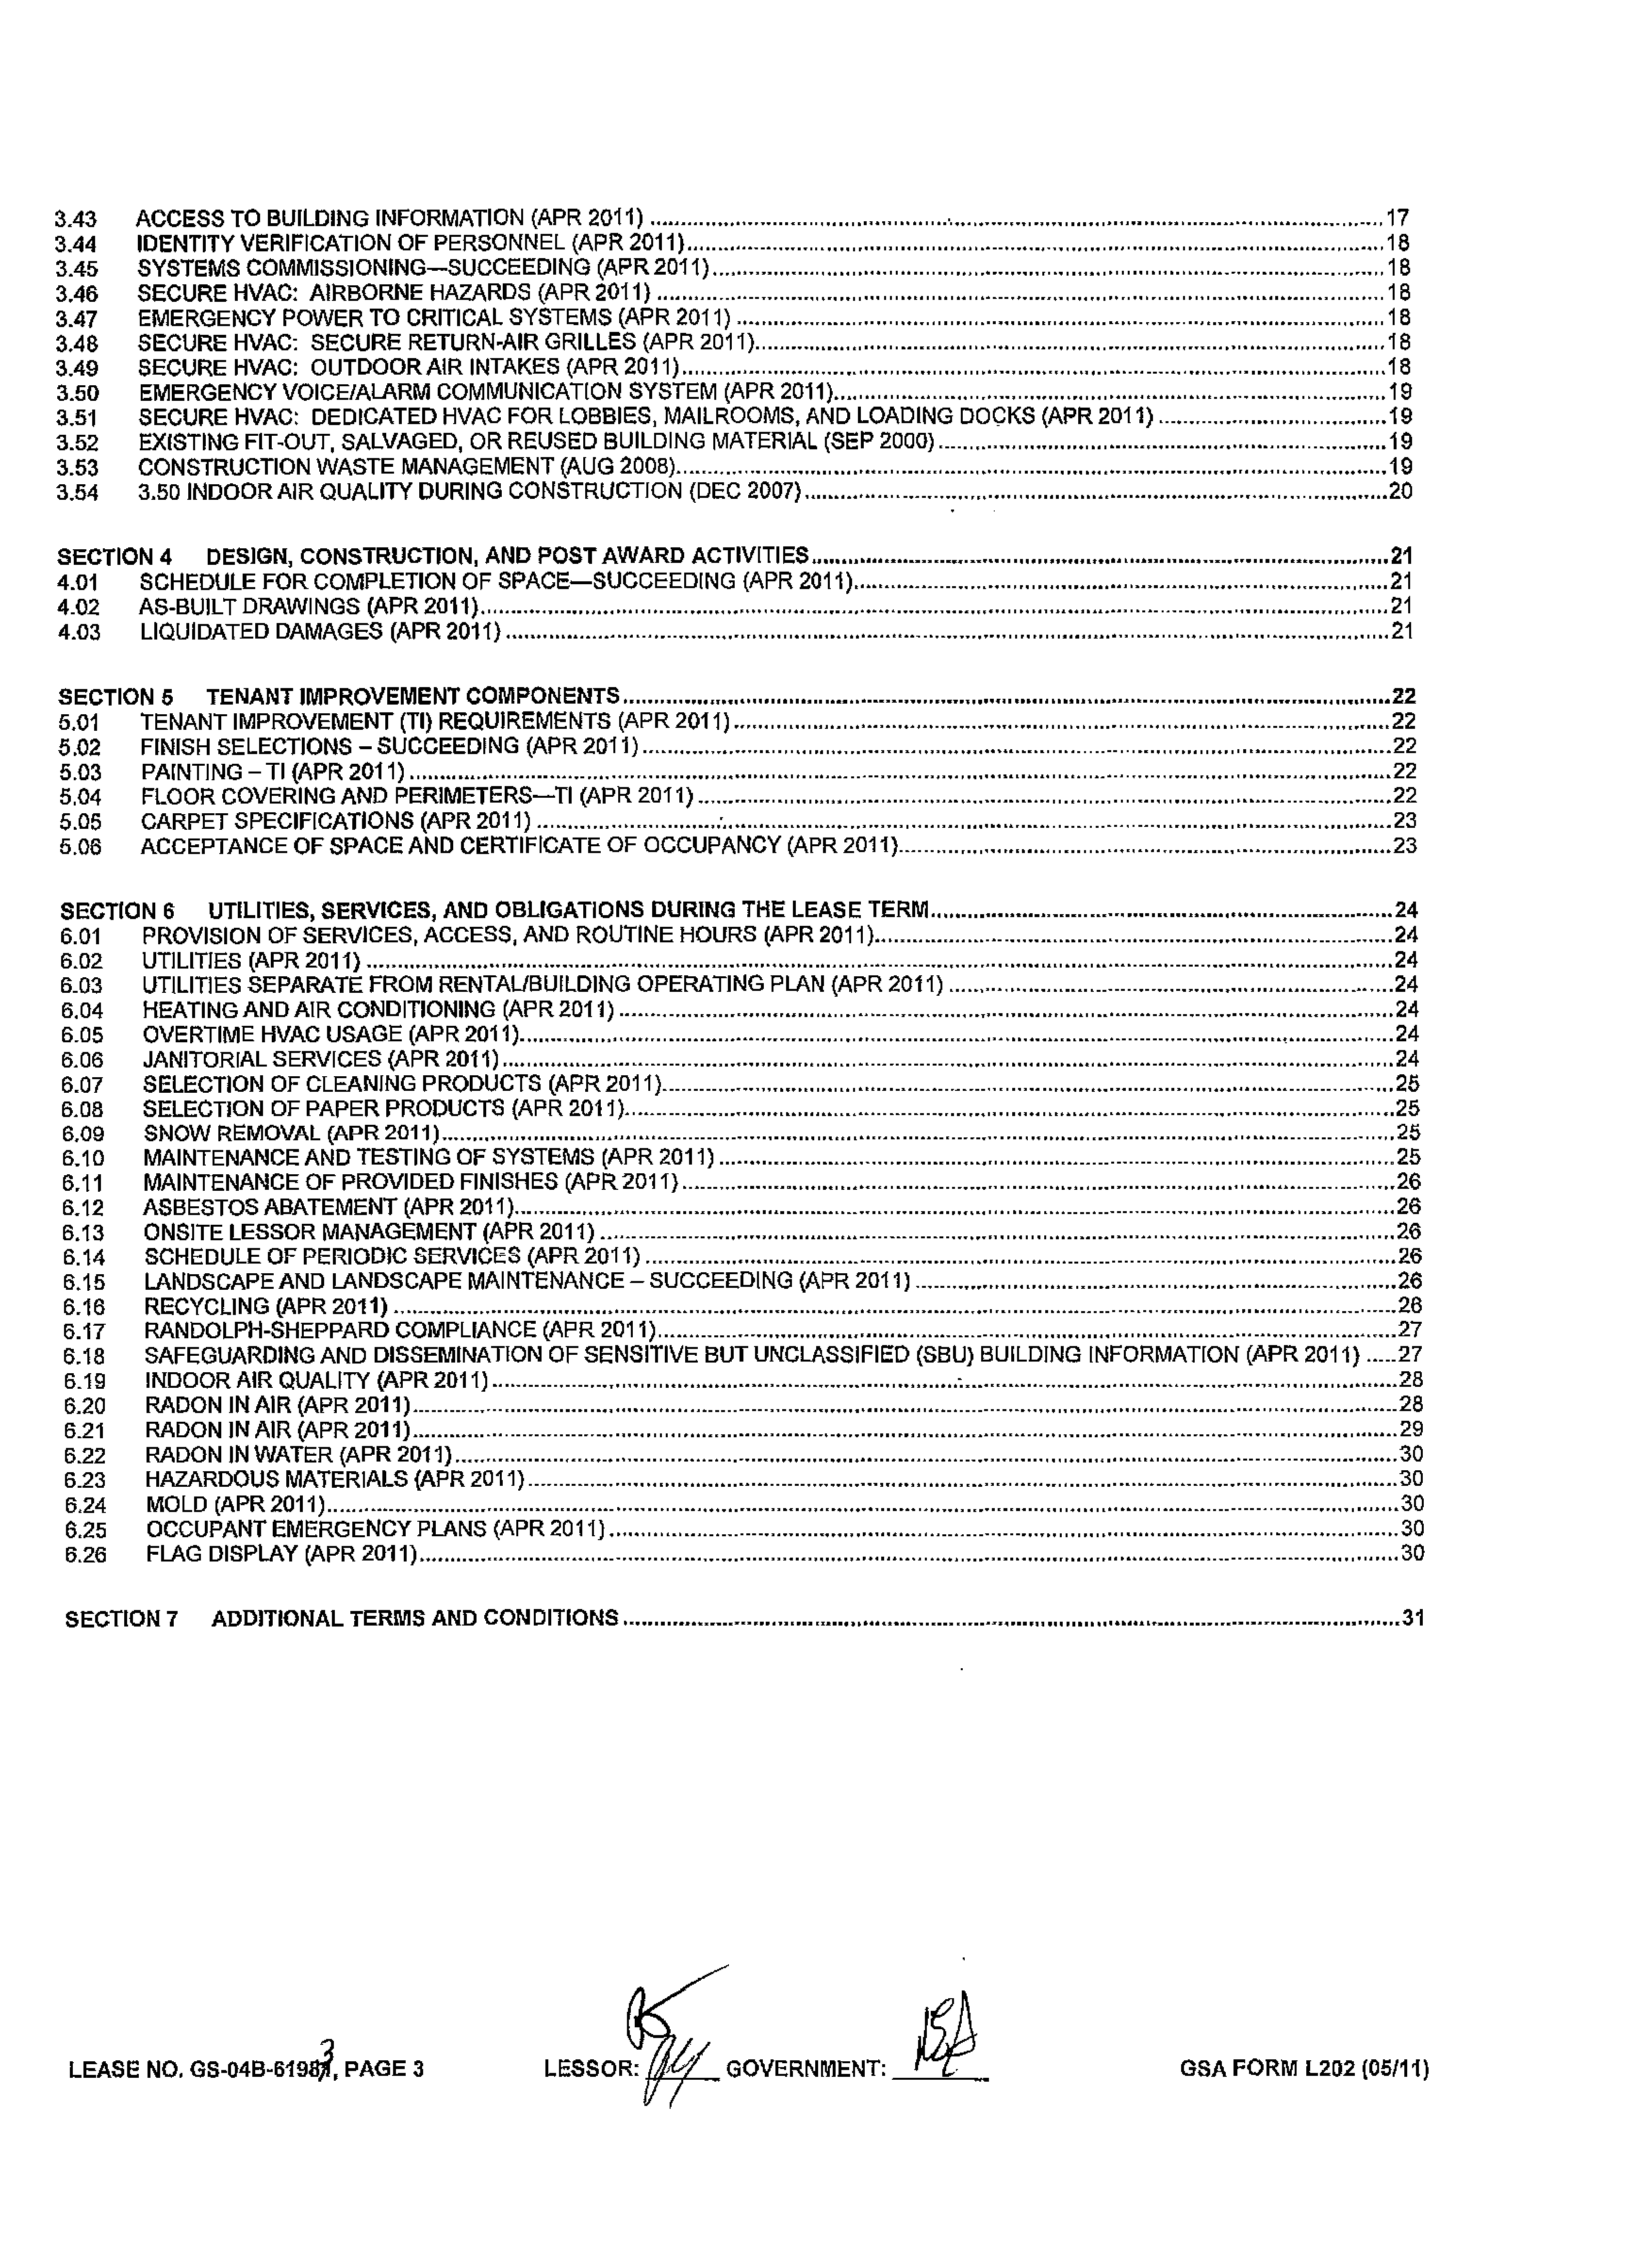 3.43 ACCESS TO BUILDING INFORMATION (APR 2011) ..... 17
3.44 IDENTITY VERIFICATION OF PERSONNEL (APR 2011) ..... 18
3.45 SYSTEMS COMMISSIONING—SUCCEEDING (APR 2011) ..... 18
3.46 SECURE HVAC: AIRBORNE HAZARDS (APR 2011) ..... 18
3.47 EMERGENCY POWER TO CRITICAL SYSTEMS (APR 2011) ..... 18
3.48 SECURE HVAC: SECURE RETURN-AIR GRILLES (APR 2011) ..... 18
3.49 SECURE HVAC: OUTDOOR AIR INTAKES (APR 2011) ..... 18
3.50 EMERGENCY VOICE/ALARM COMMUNICATION SYSTEM (APR 2011) ..... 19
3.51 SECURE HVAC: DEDICATED HVAC FOR LOBBIES, MAILROOMS, AND LOADING DOCKS (APR 2011) ..... 19
3.52 EXISTING FIT-OUT, SALVAGED, OR REUSED BUILDING MATERIAL (SEP 2000) ..... 19
3.53 CONSTRUCTION WASTE MANAGEMENT (AUG 2008) ..... 19
3.54 3.50 INDOOR AIR QUALITY DURING CONSTRUCTION (DEC 2007) ..... 20
SECTION 4 DESIGN, CONSTRUCTION, AND POST AWARD ACTIVITIES ..... 21
4.01 SCHEDULE FOR COMPLETION OF SPACE—SUCCEEDING (APR 2011) ..... 21
4.02 AS-BUILT DRAWINGS (APR 2011) ..... 21
4.03 LIQUIDATED DAMAGES (APR 2011) ..... 21
SECTION 5 TENANT IMPROVEMENT COMPONENTS ..... 22
5.01 TENANT IMPROVEMENT (TI) REQUIREMENTS (APR 2011) ..... 22
5.02 FINISH SELECTIONS – SUCCEEDING (APR 2011) ..... 22
5.03 PAINTING – TI (APR 2011) ..... 22
5.04 FLOOR COVERING AND PERIMETERS—TI (APR 2011) ..... 22
5.05 CARPET SPECIFICATIONS (APR 2011) ..... 23
5.06 ACCEPTANCE OF SPACE AND CERTIFICATE OF OCCUPANCY (APR 2011) ..... 23
SECTION 6 UTILITIES, SERVICES, AND OBLIGATIONS DURING THE LEASE TERM ..... 24
6.01 PROVISION OF SERVICES, ACCESS, AND ROUTINE HOURS (APR 2011) ..... 24
6.02 UTILITIES (APR 2011) ..... 24
6.03 UTILITIES SEPARATE FROM RENTAL/BUILDING OPERATING PLAN (APR 2011) ..... 24
6.04 HEATING AND AIR CONDITIONING (APR 2011) ..... 24
6.05 OVERTIME HVAC USAGE (APR 2011) ..... 24
6.06 JANITORIAL SERVICES (APR 2011) ..... 24
6.07 SELECTION OF CLEANING PRODUCTS (APR 2011) ..... 25
6.08 SELECTION OF PAPER PRODUCTS (APR 2011) ..... 25
6.09 SNOW REMOVAL (APR 2011) ..... 25
6.10 MAINTENANCE AND TESTING OF SYSTEMS (APR 2011) ..... 25
6.11 MAINTENANCE OF PROVIDED FINISHES (APR 2011) ..... 26
6.12 ASBESTOS ABATEMENT (APR 2011) ..... 26
6.13 ONSITE LESSOR MANAGEMENT (APR 2011) ..... 26
6.14 SCHEDULE OF PERIODIC SERVICES (APR 2011) ..... 26
6.15 LANDSCAPE AND LANDSCAPE MAINTENANCE – SUCCEEDING (APR 2011) ..... 26
6.16 RECYCLING (APR 2011) ..... 26
6.17 RANDOLPH-SHEPPARD COMPLIANCE (APR 2011) ..... 27
6.18 SAFEGUARDING AND DISSEMINATION OF SENSITIVE BUT UNCLASSIFIED (SBU) BUILDING INFORMATION (APR 2011) ..... 27
6.19 INDOOR AIR QUALITY (APR 2011) ..... 28
6.20 RADON IN AIR (APR 2011) ..... 28
6.21 RADON IN AIR (APR 2011) ..... 29
6.22 RADON IN WATER (APR 2011) ..... 30
6.23 HAZARDOUS MATERIALS (APR 2011) ..... 30
6.24 MOLD (APR 2011) ..... 30
6.25 OCCUPANT EMERGENCY PLANS (APR 2011) ..... 30
6.26 FLAG DISPLAY (APR 2011) ..... 30
SECTION 7 ADDITIONAL TERMS AND CONDITIONS ..... 31
LEASE NO. GS-04B-61983, PAGE 3 LESSOR: GOVERNMENT: GSA FORM L202 (05/11)